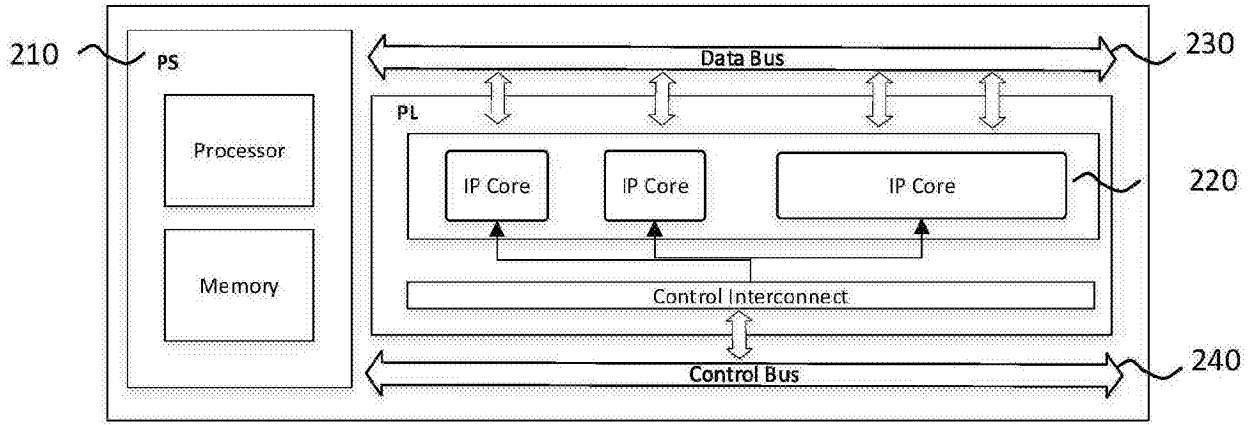 210
PS
Processor
Memory
Data Bus
230
PL
IP Core
IP Core
IP Core
220
Control Interconnect
Control Bus
240